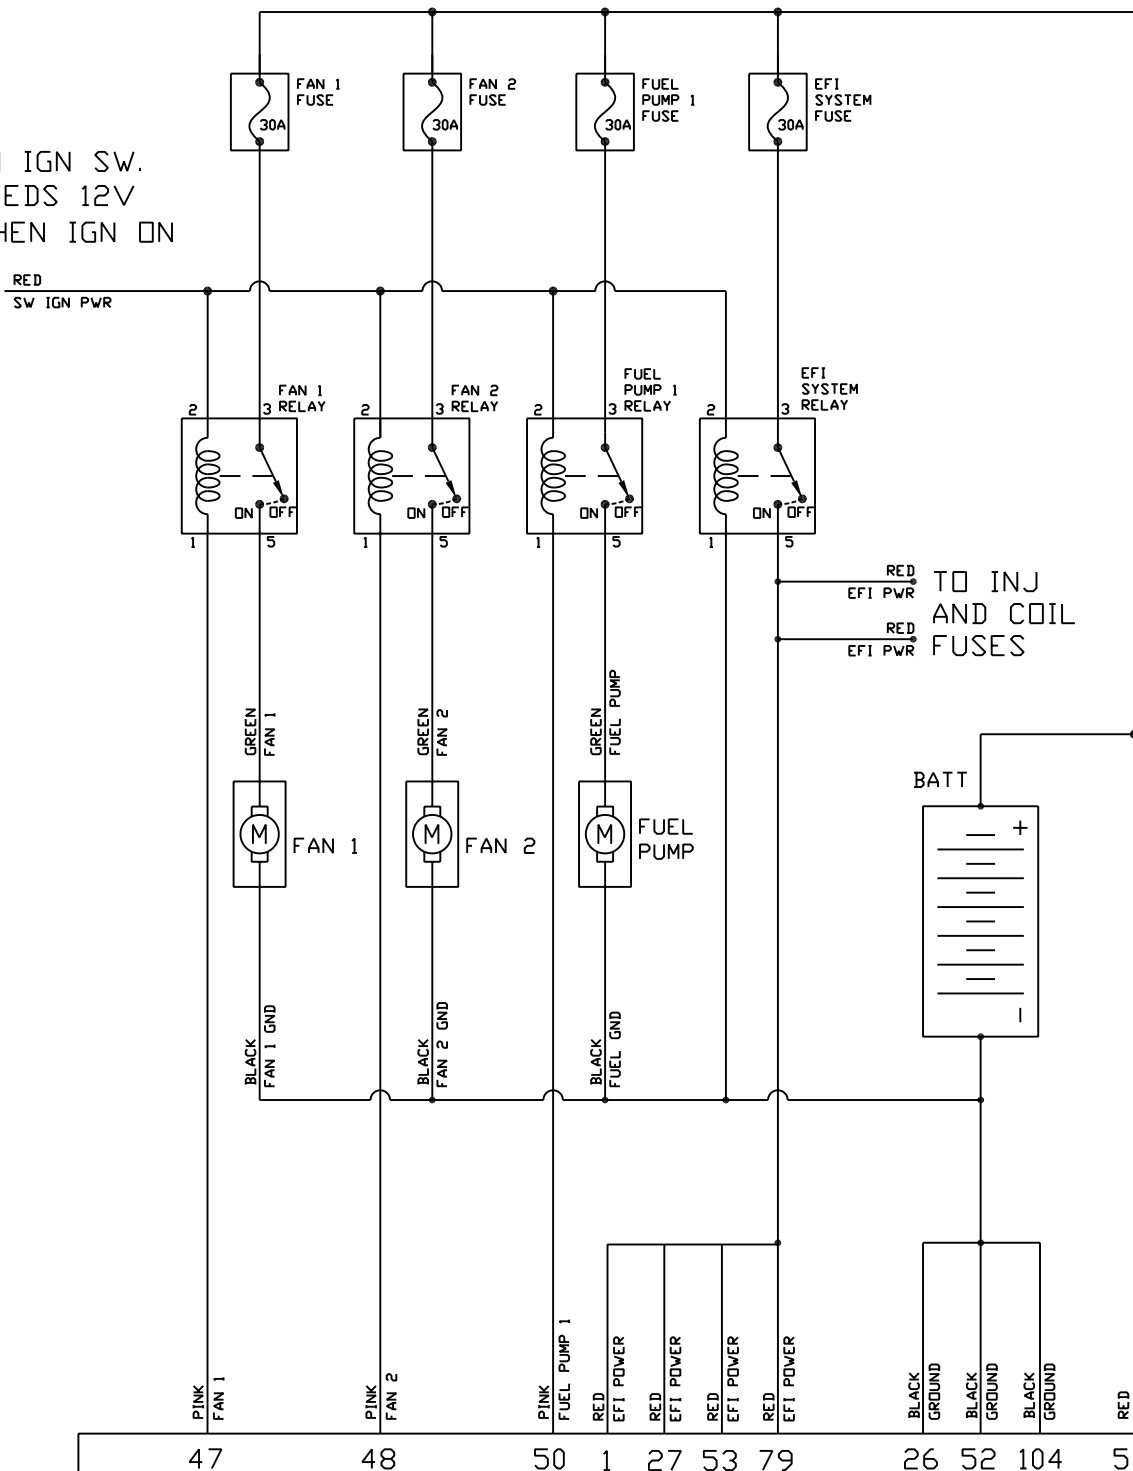 FAN 1
FUSE
30A
FAN 2
FUSE
30A
FUEL
PUMP 1
FUSE
30A
EFI
SYSTEM
FUSE
30A
IGN SW.
EDS 12V
HEN IGN ON
RED
SW IGN PWR
FAN 1
RELAY
2 3
ON OFF
1 5
FAN 2
RELAY
2 3
ON OFF
1 5
FUEL
PUMP 1
RELAY
2 3
ON OFF
1 5
EFI
SYSTEM
RELAY
2 3
ON OFF
1 5
RED
EFI PWR
RED
EFI PWR
TO INJ
AND COIL
FUSES
GREEN
FAN 1
GREEN
FAN 2
GREEN
FUEL PUMP
M
FAN 1
M
FAN 2
M
FUEL
PUMP
BATT
+
-
BLACK
FAN 1 GND
BLACK
FAN 2 GND
BLACK
FUEL GND
PINK
FAN 1
PINK
FAN 2
PINK
FUEL PUMP 1
RED
EFI POWER
RED
EFI POWER
RED
EFI POWER
RED
EFI POWER
BLACK
GROUND
BLACK
GROUND
BLACK
GROUND
RED
47 48 50 1 27 53 79 26 52 104 5